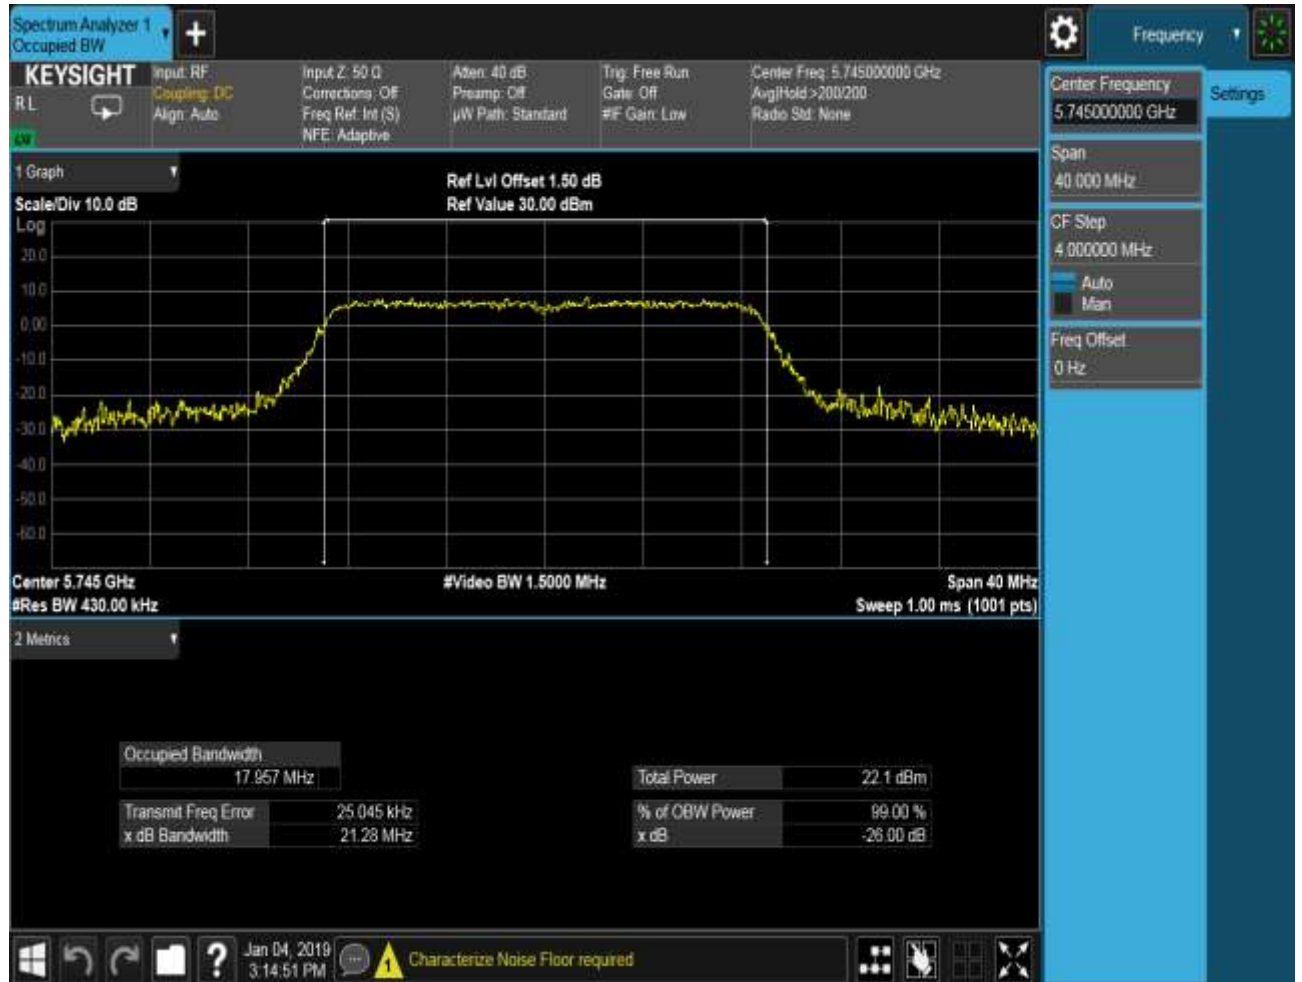 Spectrum Analyzer 1
Occupied BW
+
Frequency
KEYSIGHT
RL
LXI
Input: RF
Coupling: DC
Align: Auto
Input Z: 50 Ω
Corrections: Off
Freq Ref: Int (S)
NFE: Adaptive
Atten: 40 dB
Preamp: Off
µW Path: Standard
Trig: Free Run
Gate: Off
#IF Gain: Low
Center Freq: 5.745000000 GHz
Avg|Hold:>200/200
Radio Std: None
Center Frequency
5.745000000 GHz
Settings
Span
40.000 MHz
CF Step
4.000000 MHz
Auto
Man
Freq Offset
0 Hz
1 Graph
Scale/Div 10.0 dB
Ref Lvl Offset 1.50 dB
Ref Value 30.00 dBm
Log
20.0
10.0
0.00
-10.0
-20.0
-30.0
-40.0
-50.0
-60.0
Center 5.745 GHz
#Video BW 1.5000 MHz
Span 40 MHz
#Res BW 430.00 kHz
Sweep 1.00 ms (1001 pts)
2 Metrics
Occupied Bandwidth
17.957 MHz
Total Power 22.1 dBm
Transmit Freq Error 25.045 kHz
% of OBW Power 99.00 %
x dB Bandwidth 21.28 MHz
x dB -26.00 dB
?
Jan 04, 2019
3:14:51 PM
1
Characterize Noise Floor required